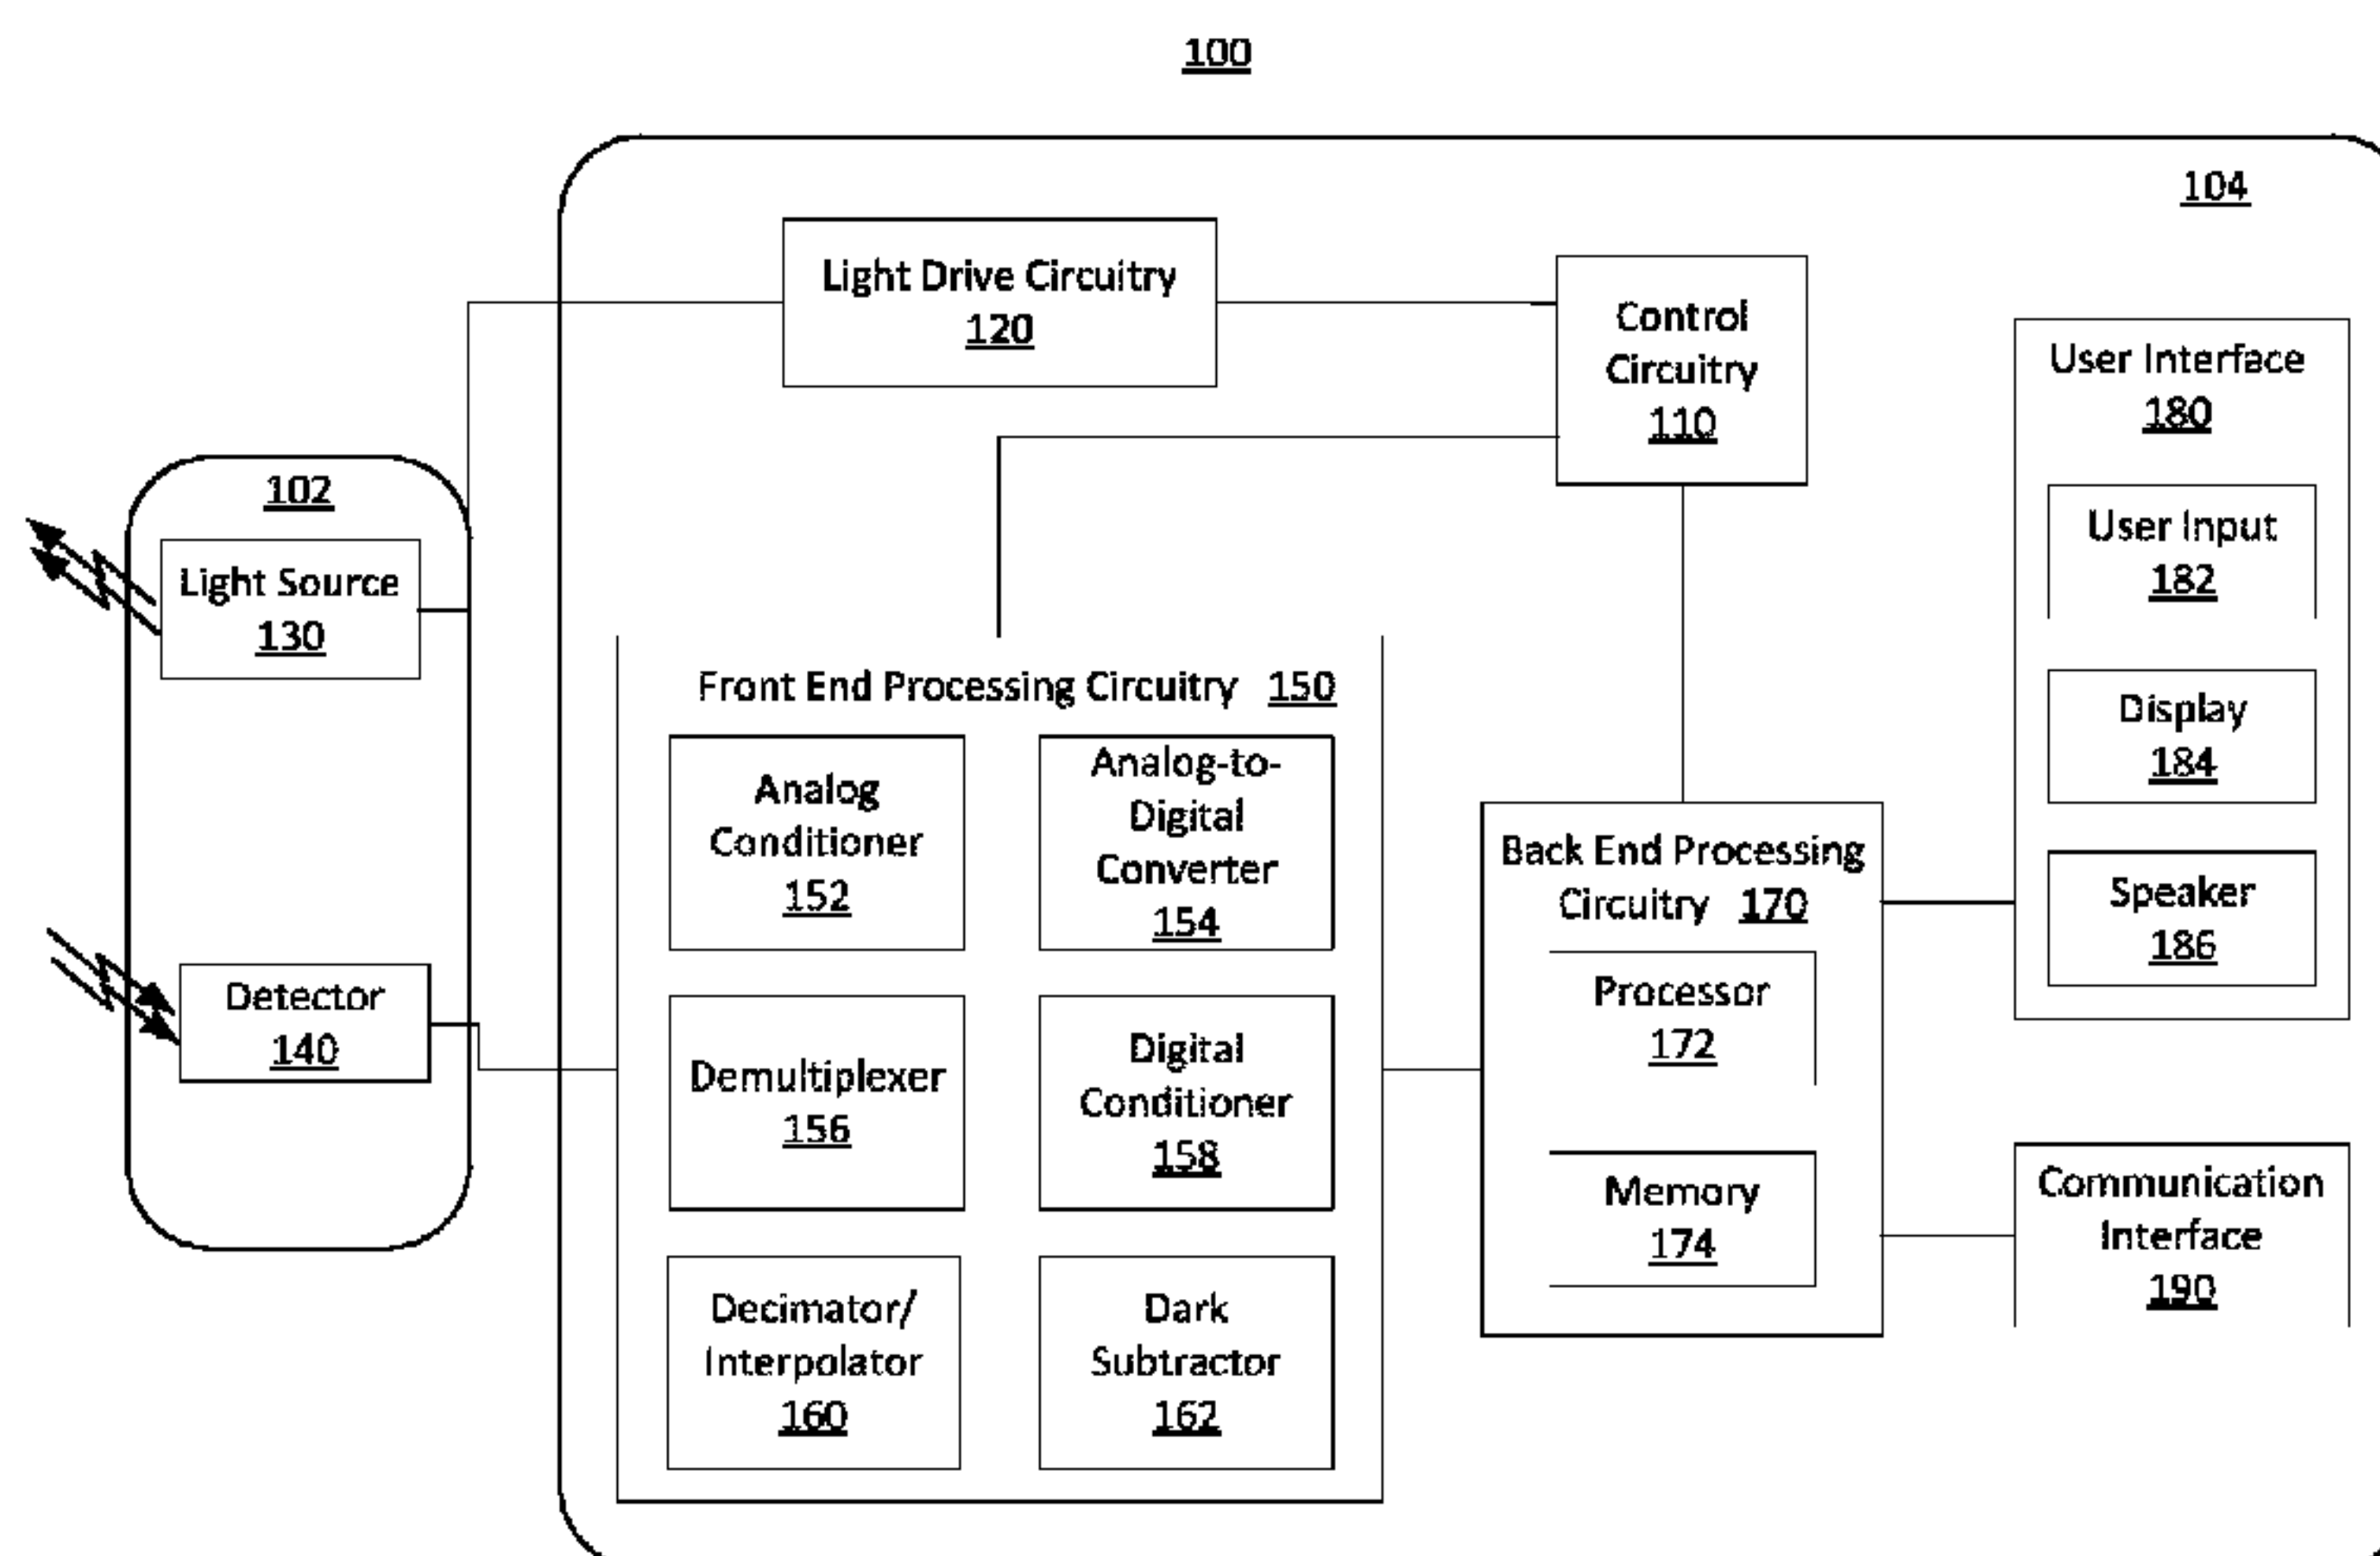 100
104
Light Drive Circuitry
120
Control
Circuitry
110
User Interface
180
User Input
182
Display
184
Speaker
186
102
Light Source
130
Detector
140
Front End Processing Circuitry 150
Analog
Conditioner
152
Analog-to-
Digital
Converter
154
Demultiplexer
156
Digital
Conditioner
158
Decimator/
Interpolator
160
Dark
Subtractor
162
Back End Processing
Circuitry 170
Processor
172
Memory
174
Communication
Interface
190